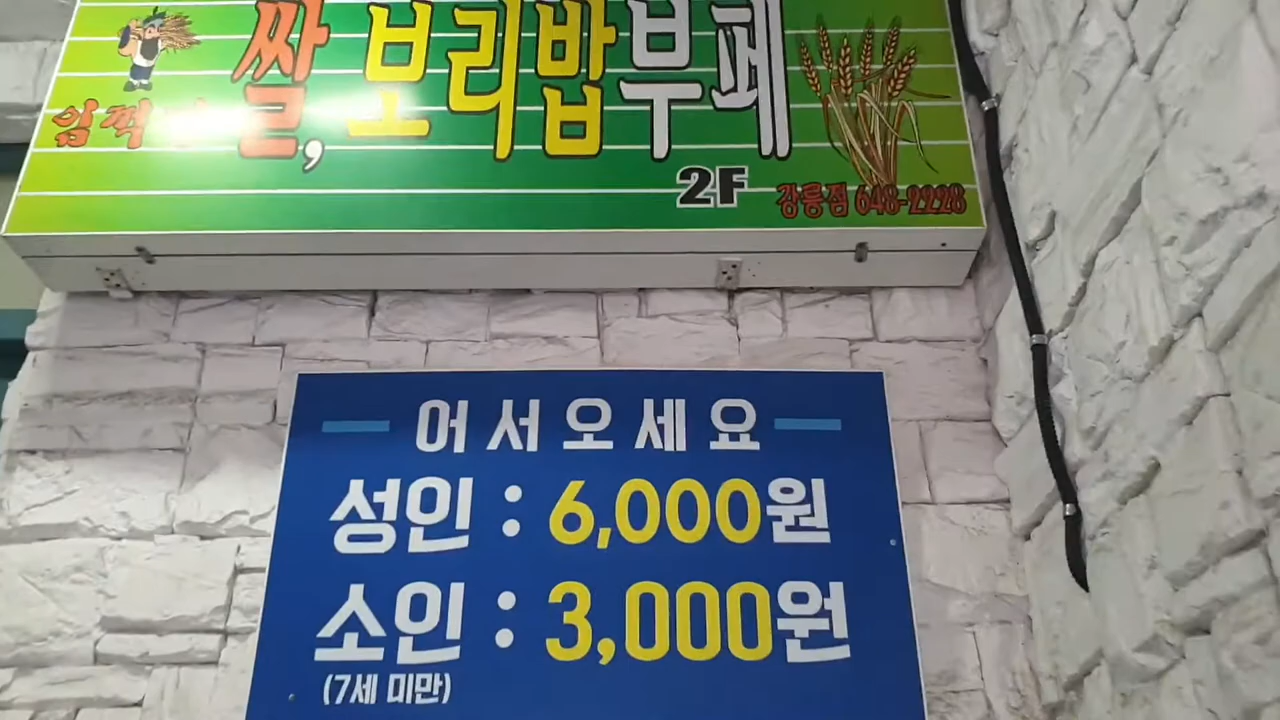 쌀, 보리밥부페
2F 강릉점 648-2228
어서오세요
성인 : 6,000원
소인 : 3,000원
(7세 미만)